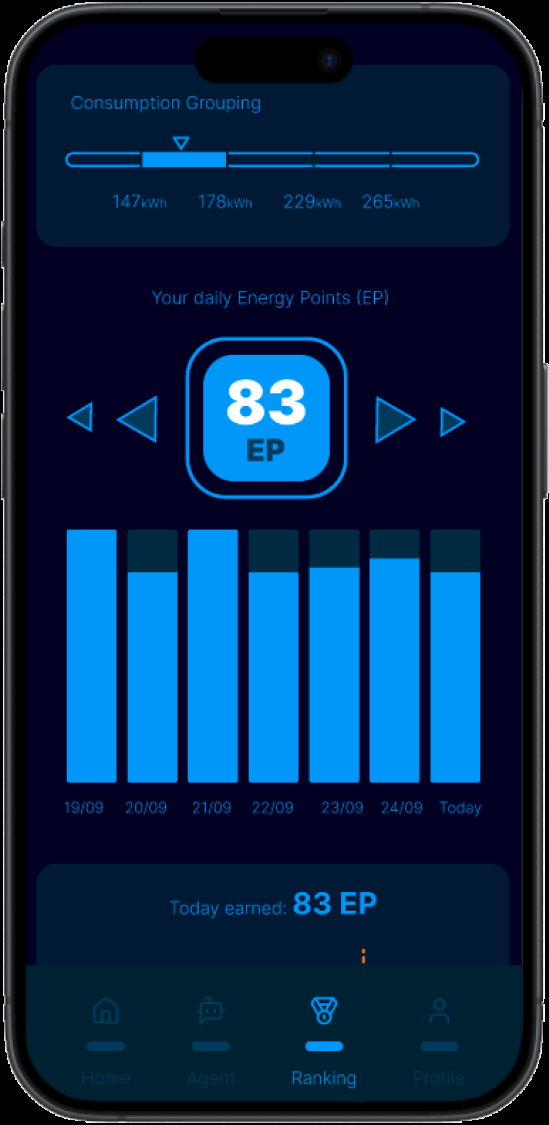 Consumption Grouping
147kWh 178kWh 229kWh 265kWh
Your daily Energy Points (EP)
83
EP
19/09 20/09 21/09 22/09 23/09 24/09 Today
Today earned: 83 EP
Home Agent Ranking Profile